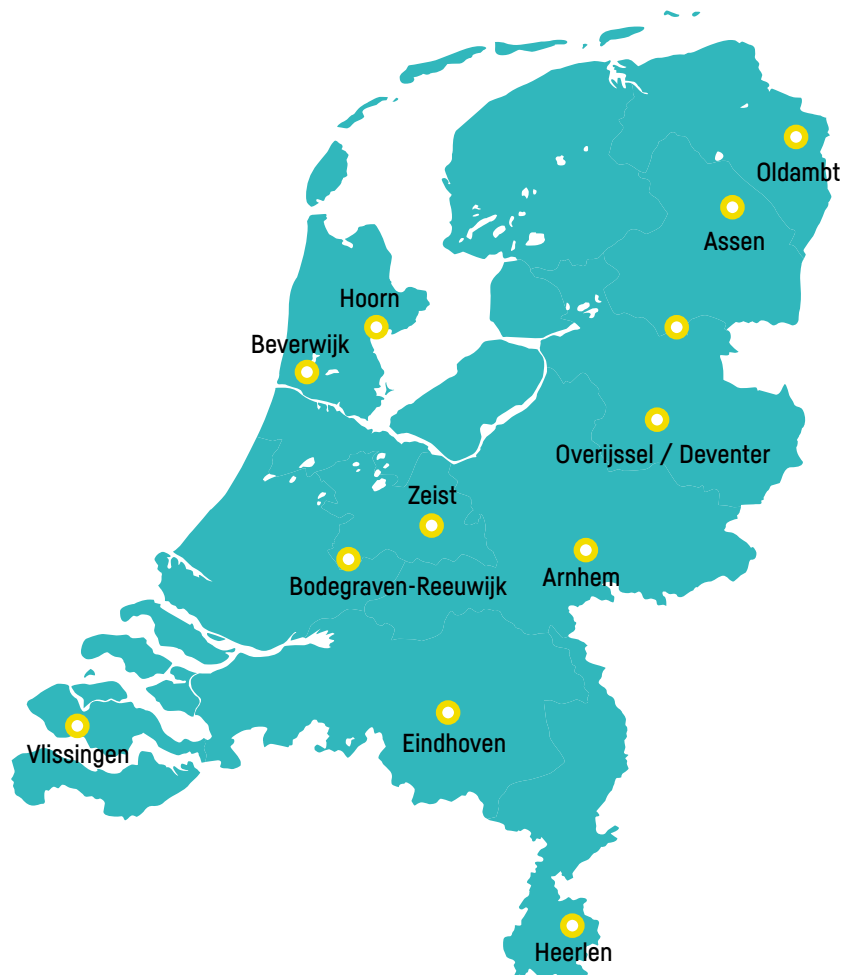 Oldambt
Assen
Hoorn
Beverwijk
Overijssel / Deventer
Zeist
Arnhem
Bodegraven-Reeuwijk
Eindhoven
Vlissingen
Heerlen